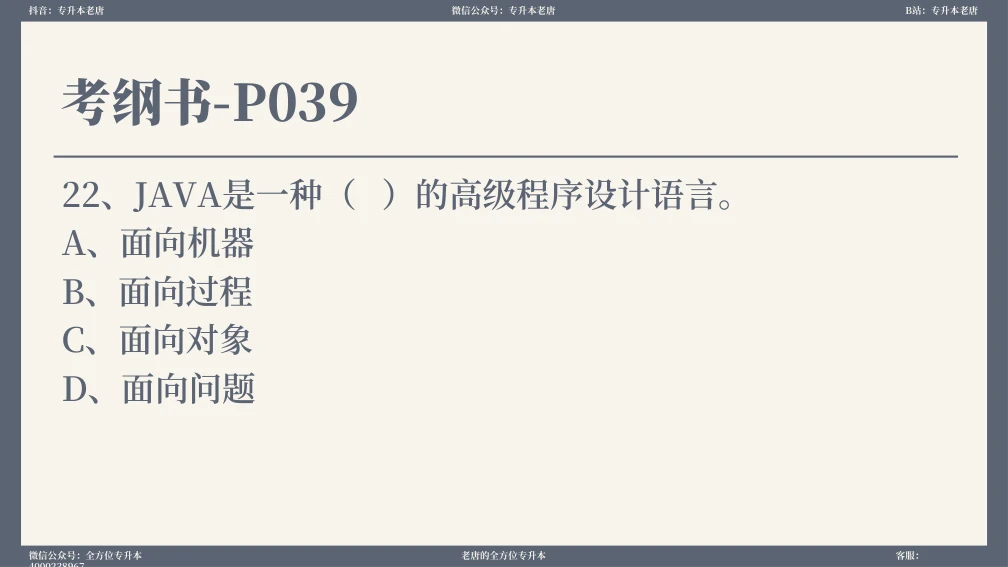 抖音：专升本老唐
微信公众号：专升本老唐
B站：专升本老唐
考纲书-P039
22、JAVA是一种（ ）的高级程序设计语言。
A、面向机器
B、面向过程
C、面向对象
D、面向问题
微信公众号：全方位专升本
老唐的全方位专升本
客服：
4000238967